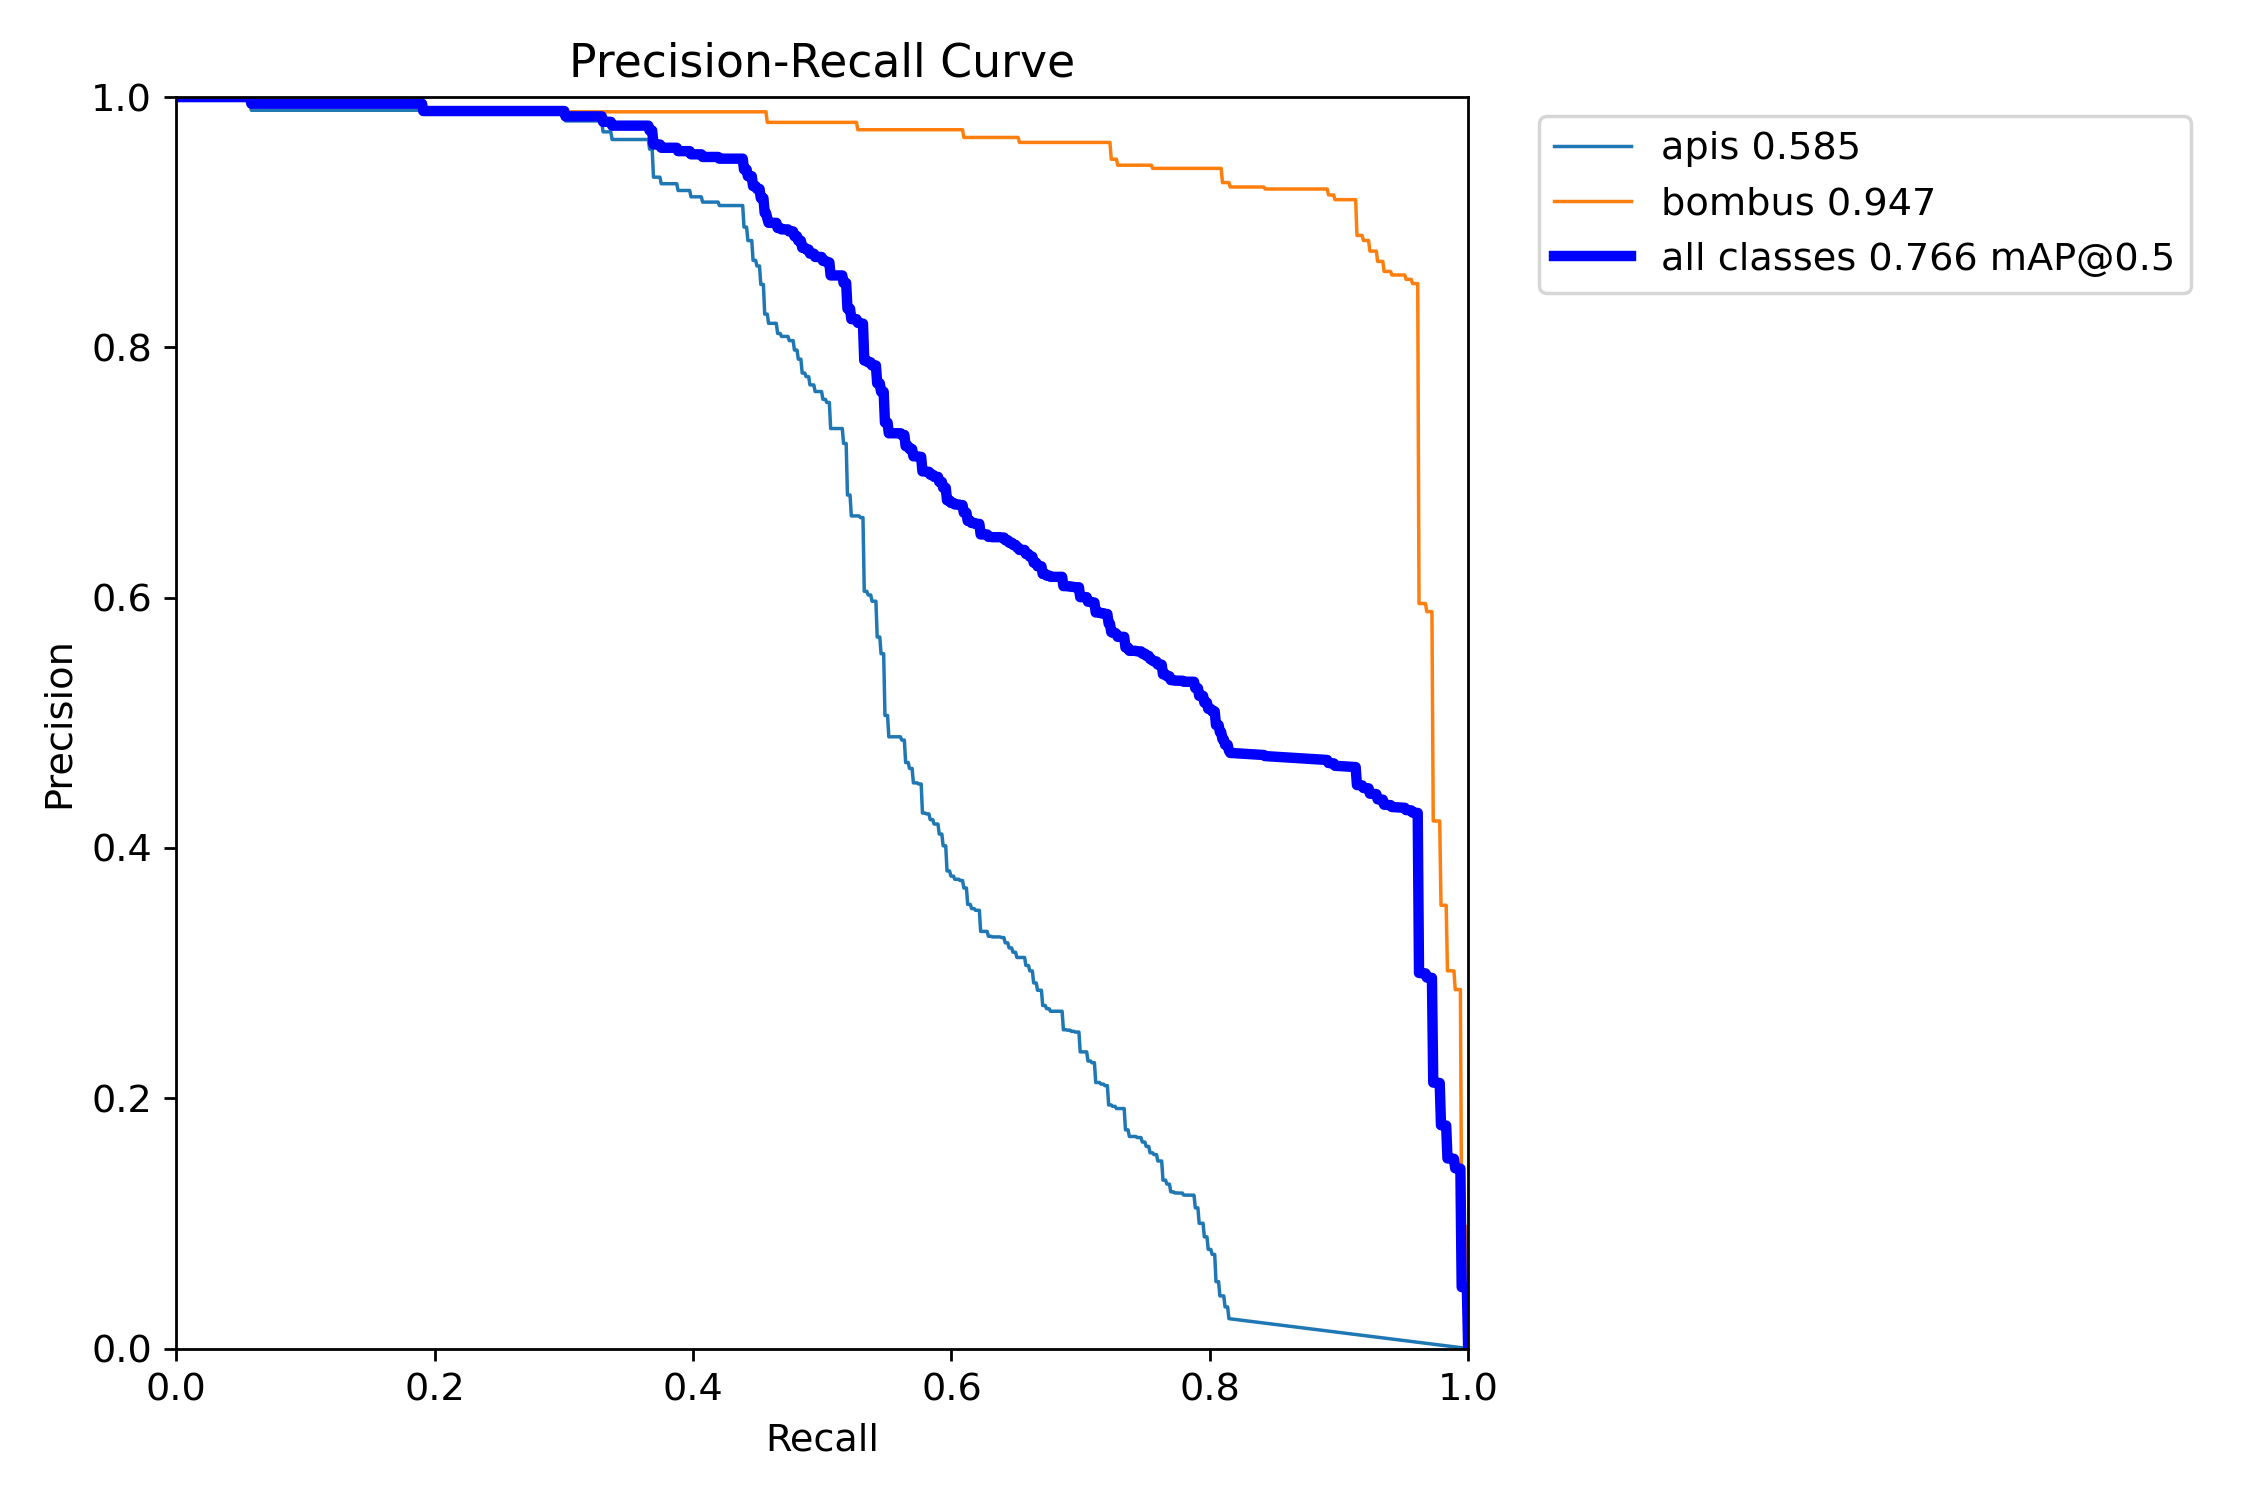 Precision-Recall Curve
1.0
0.8
0.6
0.4
0.2
0.0
Precision
0.0 0.2 0.4 0.6 0.8 1.0
Recall
apis 0.585
bombus 0.947
all classes 0.766 mAP@0.5